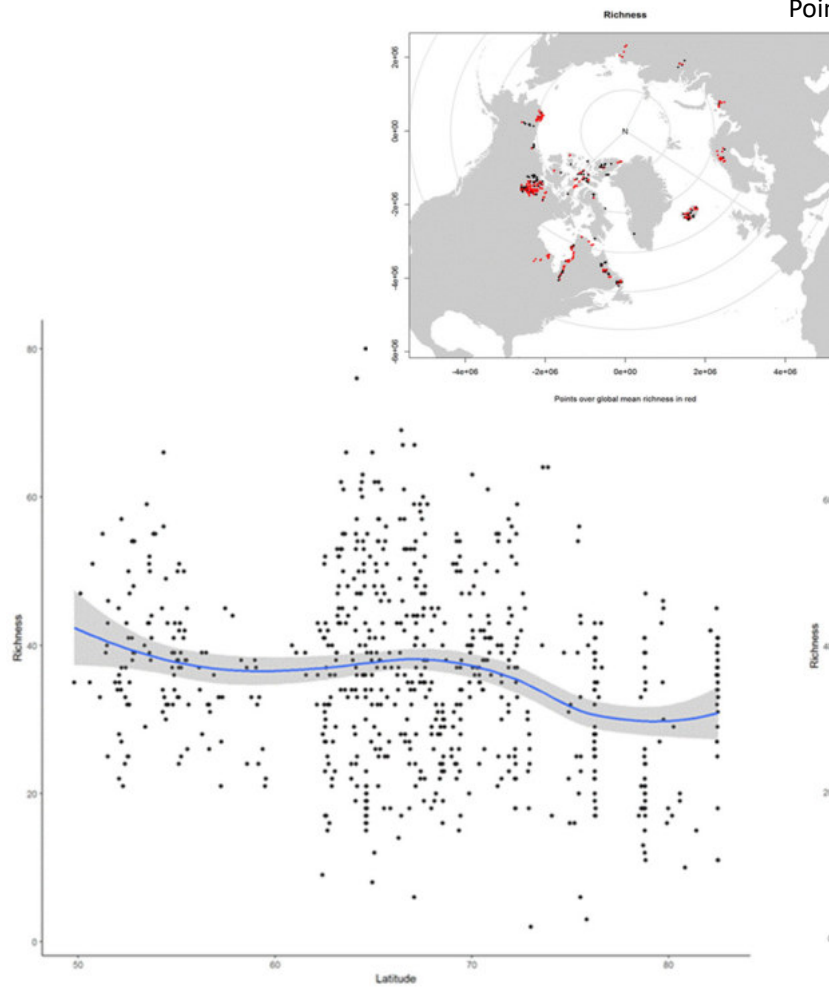 Poin
Richness
2e+06
0e+00
-2e+06
-4e+06
-6e+06
N
-4e+06 -2e+06 0e+00 2e+06 4e+06
Points over global mean richness in red
80
60
40
20
0
Richness
50 60 70 80
Latitude
Richness